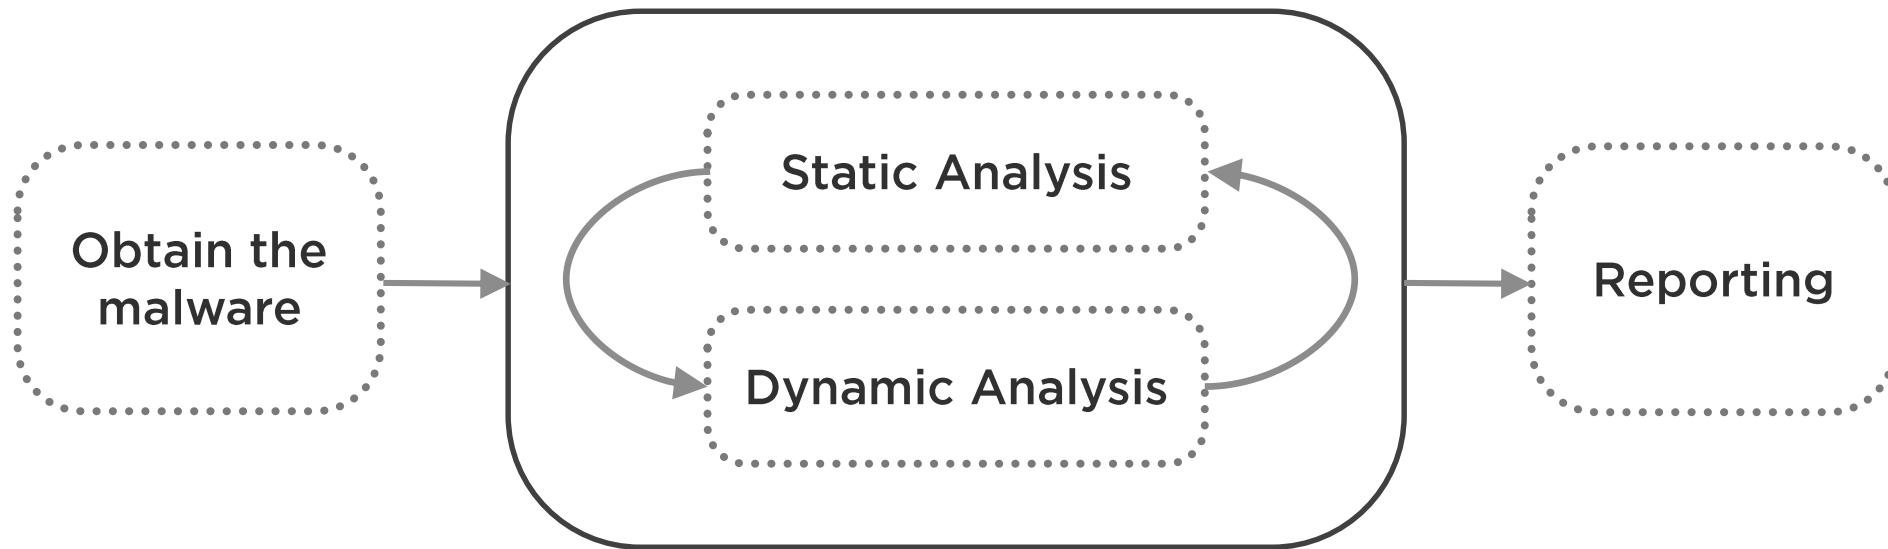 Obtain the
malware
Static Analysis
Dynamic Analysis
Reporting